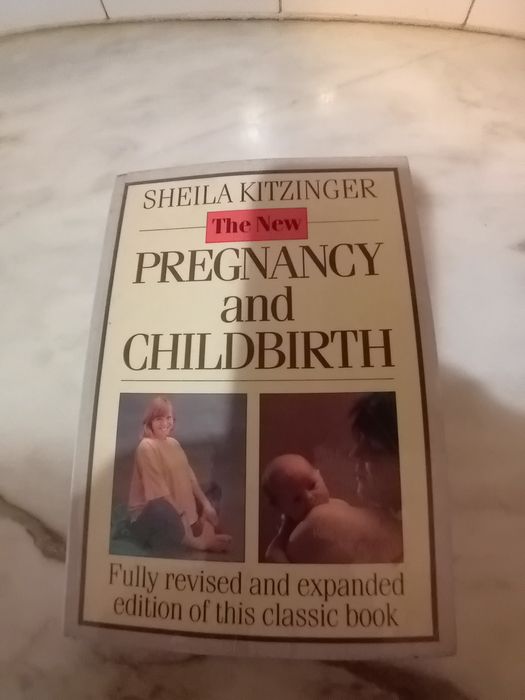 SHEILA KITZINGER
The New
PREGNANCY
and
CHILDBIRTH
Fully revised and expanded
edition of this classic book